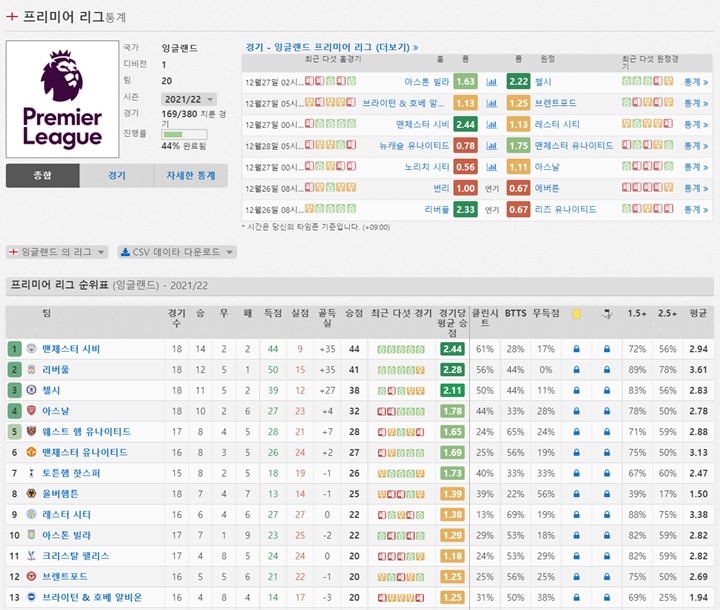 프리미어 리그통계
Premier
League
국가 잉글랜드
디비전 1
팀 20
시즌 2021/22
경기 169/380 치룬 경기
진행률
44% 완료됨
종합 경기 자세한 통계
경기 - 잉글랜드 프리미어 리그 (더보기) »
최근 다섯 홈경기 홈 폼 폼 원정 최근 다섯 원정경기
12월27일 02시... 아스톤 빌라 1.63 2.22 첼시 통계 »
12월27일 05시... 브라이턴 & 호베 알... 1.13 1.25 브렌트포드 통계 »
12월27일 00시... 맨체스터 시비 2.44 1.13 레스터 시티 통계 »
12월28일 05시... 뉴캐슬 유나이티드 0.78 1.75 맨체스터 유나이티드 통계 »
12월27일 00시... 노리치 시티 0.56 1.11 아스날 통계 »
12월26일 08시... 번리 1.00 연기 0.67 에버튼 통계 »
12월26일 08시... 리버풀 2.33 연기 0.67 리즈 유나이티드 통계 »
* 시간은 당신의 타임존 기준입니다. (+09:00)
잉글랜드 의 리그 CSV 데이타 다운로드
프리미어 리그 순위표 (잉글랜드) - 2021/22
팀 경기수 승 무 패 득점 실점 골득실 승점 최근 다섯 경기 경기당 평균 승점 클린시트 BTTS 무득점 1.5+ 2.5+ 평균
1 맨체스터 시비 18 14 2 2 44 9 +35 44 2.44 61% 28% 17% 72% 56% 2.94
2 리버풀 18 12 5 1 50 15 +35 41 2.28 56% 44% 0% 89% 78% 3.61
3 첼시 18 11 5 2 39 12 +27 38 2.11 50% 44% 11% 83% 56% 2.83
4 아스날 18 10 2 6 27 23 +4 32 1.78 44% 33% 28% 78% 50% 2.78
5 웨스트 햄 유나이티드 17 8 4 5 28 21 +7 28 1.65 24% 65% 24% 71% 59% 2.88
6 맨체스터 유나이티드 16 8 3 5 26 24 +2 27 1.69 25% 56% 19% 75% 50% 3.13
7 토튼햄 핫스퍼 15 8 2 5 18 19 -1 26 1.73 40% 33% 33% 67% 60% 2.47
8 울버햄튼 18 7 4 7 13 14 -1 25 1.39 39% 22% 56% 39% 17% 1.50
9 레스터 시티 16 6 4 6 27 27 0 22 1.38 13% 69% 19% 88% 75% 3.38
10 아스톤 빌라 17 7 1 9 23 25 -2 22 1.29 29% 53% 18% 82% 59% 2.82
11 크리스탈 팰리스 17 4 8 5 24 24 0 20 1.18 24% 53% 29% 82% 59% 2.82
12 브렌트포드 16 5 5 6 21 22 -1 20 1.25 25% 56% 25% 75% 50% 2.69
13 브라이턴 & 호베 알비온 16 4 8 4 14 17 -3 20 1.25 31% 50% 38% 69% 25% 1.94